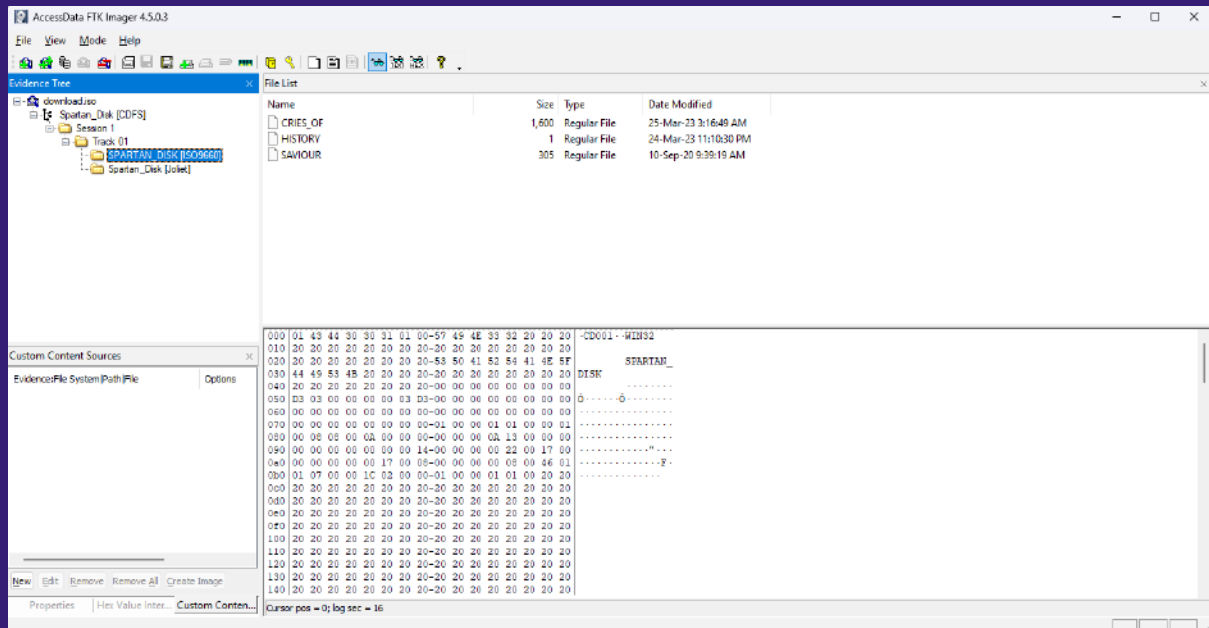 AccessData FTK Imager 4.5.0.3
File View Mode Help
Evidence Tree
download.iso
Spartan_Disk [CDFS]
Session 1
Track 01
SPARTAN_DISK [ISO9660]
Spartan_Disk [Joliet]
File List
Name Size Type Date Modified
CRIES_OF 1,600 Regular File 25-Mar-23 3:16:49 AM
HISTORY 1 Regular File 24-Mar-23 11:10:30 PM
SAVIOUR 305 Regular File 10-Sep-20 9:39:19 AM
Custom Content Sources
Evidence:File System|Path|File Options
New Edit Remove Remove All Create Image
Properties Hex Value Inter... Custom Conten...
000 01 43 44 30 30 31 01 00-57 49 4E 33 32 20 20 20 ·CD001··WIN32
010 20 20 20 20 20 20 20 20-20 20 20 20 20 20 20 20
020 20 20 20 20 20 20 20 20-53 50 41 52 54 41 4E 5F SPARTAN_
030 44 49 53 4B 20 20 20 20-20 20 20 20 20 20 20 20 DISK
040 20 20 20 20 20 20 20 20-00 00 00 00 00 00 00 00 ········
050 D3 03 00 00 00 00 03 D3-00 00 00 00 00 00 00 00 Ó······Ó········
060 00 00 00 00 00 00 00 00-00 00 00 00 00 00 00 00 ················
070 00 00 00 00 00 00 00 00-01 00 00 01 01 00 00 01 ················
080 00 08 08 00 0A 00 00 00-00 00 00 0A 13 00 00 00 ················
090 00 00 00 00 00 00 00 14-00 00 00 00 22 00 17 00 ············"···
0a0 00 00 00 00 00 17 00 08-00 00 00 00 08 00 46 01 ··············F·
0b0 01 07 00 00 1C 02 00 00-01 00 00 01 01 00 20 20 ··············
0c0 20 20 20 20 20 20 20 20-20 20 20 20 20 20 20 20
0d0 20 20 20 20 20 20 20 20-20 20 20 20 20 20 20 20
0e0 20 20 20 20 20 20 20 20-20 20 20 20 20 20 20 20
0f0 20 20 20 20 20 20 20 20-20 20 20 20 20 20 20 20
100 20 20 20 20 20 20 20 20-20 20 20 20 20 20 20 20
110 20 20 20 20 20 20 20 20-20 20 20 20 20 20 20 20
120 20 20 20 20 20 20 20 20-20 20 20 20 20 20 20 20
130 20 20 20 20 20 20 20 20-20 20 20 20 20 20 20 20
140 20 20 20 20 20 20 20 20-20 20 20 20 20 20 20 20
Cursor pos = 0; log sec = 16